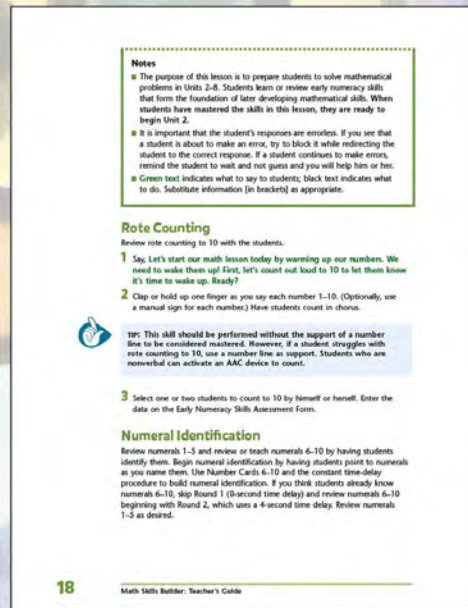 Notes
■ The purpose of this lesson is to prepare students to solve mathematical
problems in Units 2–8. Students learn or review early numeracy skills
that form the foundation of later developing mathematical skills. When
students have mastered the skills in this lesson, they are ready to
begin Unit 2.
■ It is important that the student's responses are errorless. If you see that
a student is about to make an error, try to block it while redirecting the
student to the correct response. If a student continues to make errors,
remind the student to wait and not guess and you will help him or her.
■ Green text indicates what to say to students; black text indicates what
to do. Substitute information [in brackets] as appropriate.
Rote Counting
Review rote counting to 10 with the students.
1 Say, Let's start our math lesson today by warming up our numbers. We
need to wake them up! First, let's count out loud to 10 to let them know
it's time to wake up. Ready?
2 Clap or hold up one finger as you say each number 1–10. (Optionally, use
a manual sign for each number.) Have students count in chorus.
TIP: This skill should be performed without the support of a number
line to be considered mastered. However, if a student struggles with
rote counting to 10, use a number line as support. Students who are
nonverbal can activate an AAC device to count.
3 Select one or two students to count to 10 by himself or herself. Enter the
data on the Early Numeracy Skills Assessment Form.
Numeral Identification
Review numerals 1–5 and review or teach numerals 6–10 by having students
identify them. Begin numeral identification by having students point to numerals
as you name them. Use Number Cards 6–10 and the constant time-delay
procedure to build numeral identification. If you think students already know
numerals 6–10, skip Round 1 (0-second time delay) and review numerals 6–10
beginning with Round 2, which uses a 4-second time delay. Review numerals
1–5 as desired.
18 Math Skills Builder: Teacher's Guide